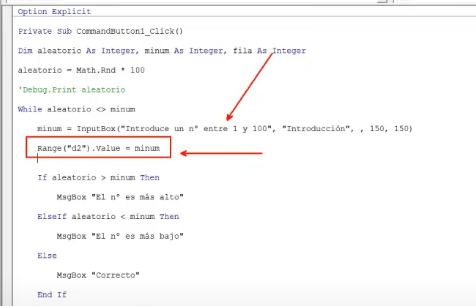 Option Explicit
Private Sub CommandButton1_Click()
Dim aleatorio As Integer, minum As Integer, fila As Integer
aleatorio = Math.Rnd * 100
'Debug.Print aleatorio
While aleatorio <> minum
minum = InputBox("Introduce un nº entre 1 y 100", "Introducción", , 150, 150)
Range("d2").Value = minum
If aleatorio > minum Then
MsgBox "El nº es más alto"
ElseIf aleatorio < minum Then
MsgBox "El nº es más bajo"
Else
MsgBox "Correcto"
End If